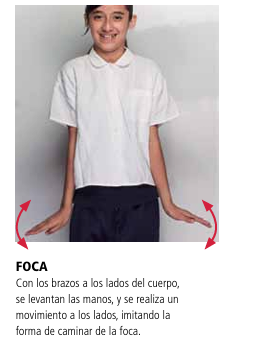 FOCA
Con los brazos a los lados del cuerpo,
se levantan las manos, y se realiza un
movimiento a los lados, imitando la
forma de caminar de la foca.